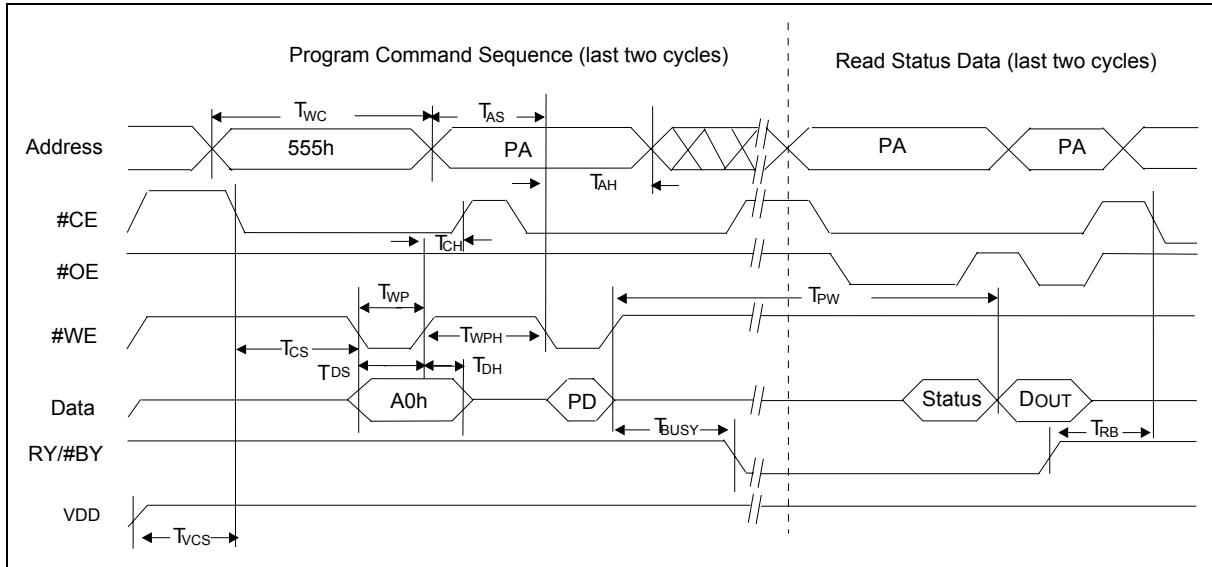 Program Command Sequence (last two cycles)
Read Status Data (last two cycles)
TWC
TAS
Address
555h
PA
PA
PA
TAH
#CE
TCH
#OE
TWP
TPW
#WE
TWPH
TCS
TDS
TDH
Data
A0h
PD
Status
DOUT
TBUSY
TRB
RY/#BY
VDD
TVCS